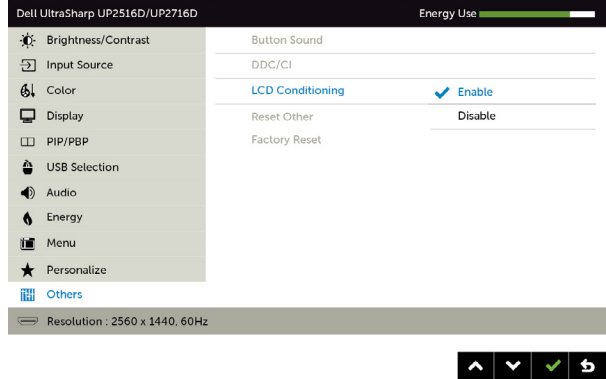 Dell UltraSharp UP2516D/UP2716D
Energy Use
Brightness/Contrast
Input Source
Color
Display
PIP/PBP
USB Selection
Audio
Energy
Menu
Personalize
Others
Button Sound
DDC/CI
LCD Conditioning
Enable
Disable
Reset Other
Factory Reset
Resolution : 2560 x 1440, 60Hz